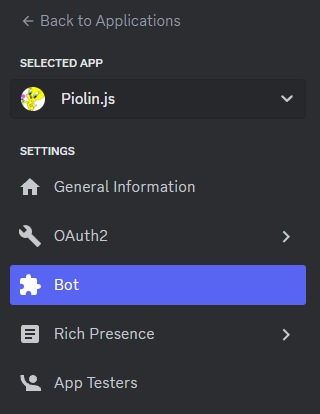 ← Back to Applications
SELECTED APP
Piolin.js
SETTINGS
General Information
OAuth2
Bot
Rich Presence
App Testers